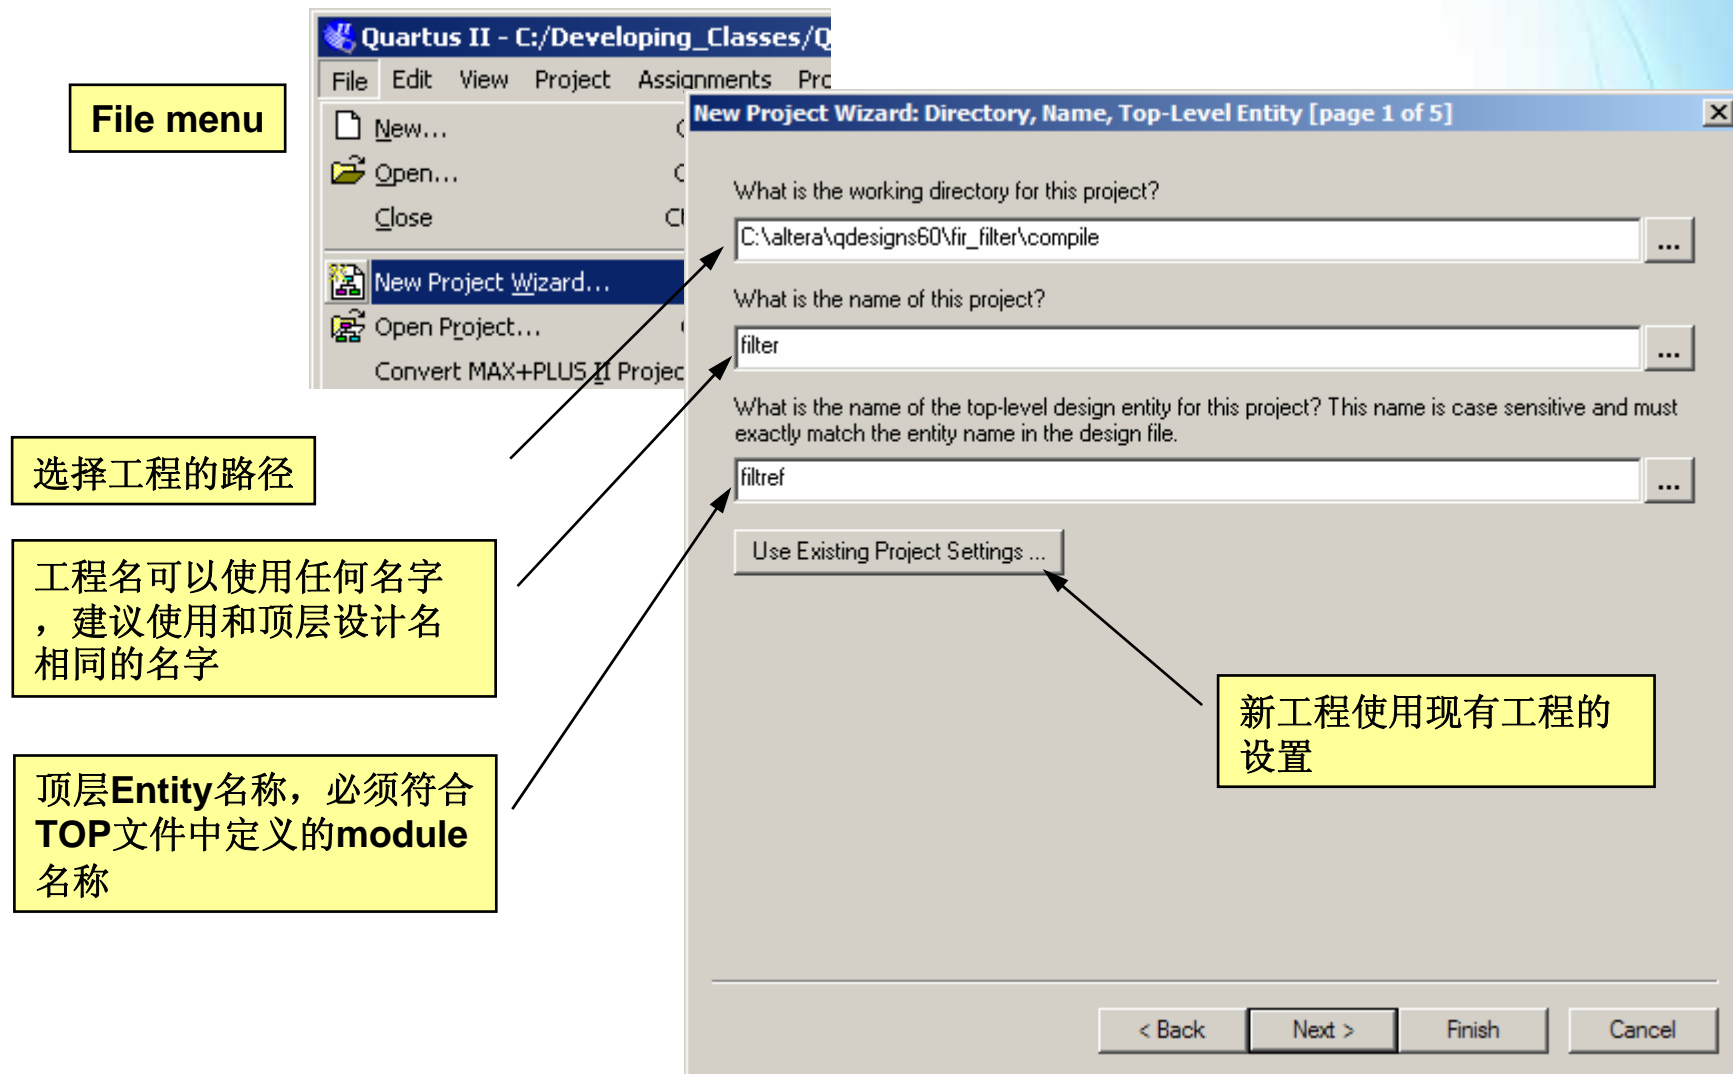 Quartus II - C:/Developing_Classes/Q
File Edit View Project Assignments Pro
File menu
New...
Open...
Close
New Project Wizard...
Open Project...
Convert MAX+PLUS II Projec
New Project Wizard: Directory, Name, Top-Level Entity [page 1 of 5]
What is the working directory for this project?
C:\altera\qdesigns60\fir_filter\compile
...
What is the name of this project?
filter
...
What is the name of the top-level design entity for this project? This name is case sensitive and must
exactly match the entity name in the design file.
filtref
...
Use Existing Project Settings ...
选择工程的路径
工程名可以使用任何名字
，建议使用和顶层设计名
相同的名字
顶层Entity名称，必须符合
TOP文件中定义的module
名称
新工程使用现有工程的
设置
< Back
Next >
Finish
Cancel